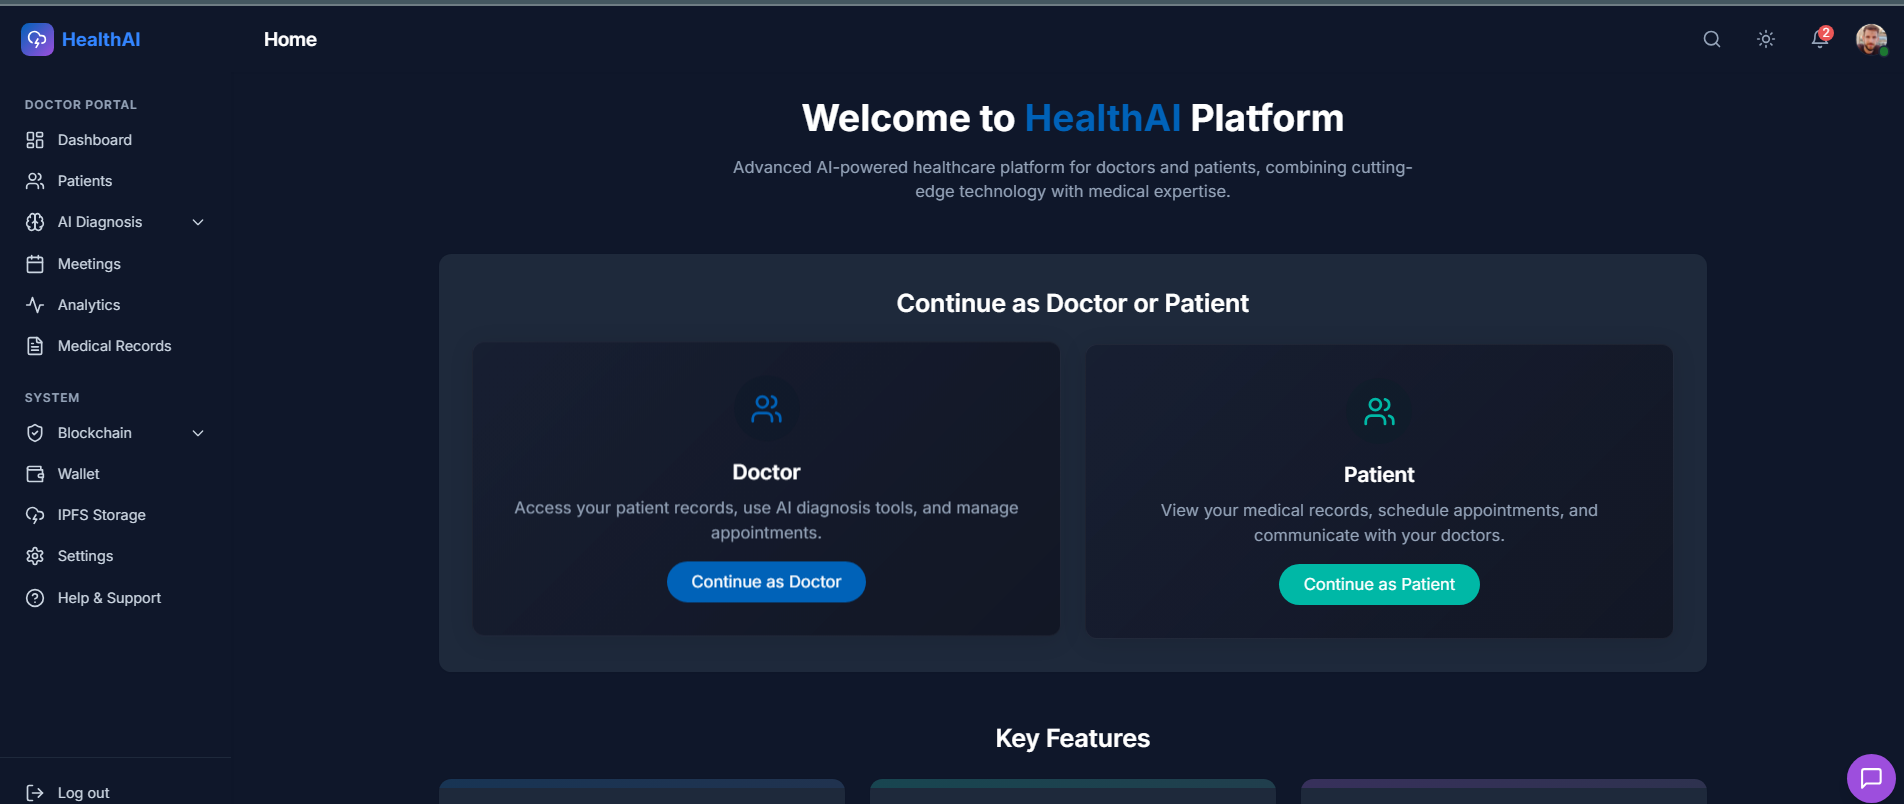 HealthAI
Home
2
DOCTOR PORTAL
Dashboard
Patients
AI Diagnosis
Meetings
Analytics
Medical Records
SYSTEM
Blockchain
Wallet
IPFS Storage
Settings
Help & Support
Log out
Welcome to HealthAI Platform
Advanced AI-powered healthcare platform for doctors and patients, combining cutting-
edge technology with medical expertise.
Continue as Doctor or Patient
Doctor
Access your patient records, use AI diagnosis tools, and manage
appointments.
Continue as Doctor
Patient
View your medical records, schedule appointments, and
communicate with your doctors.
Continue as Patient
Key Features